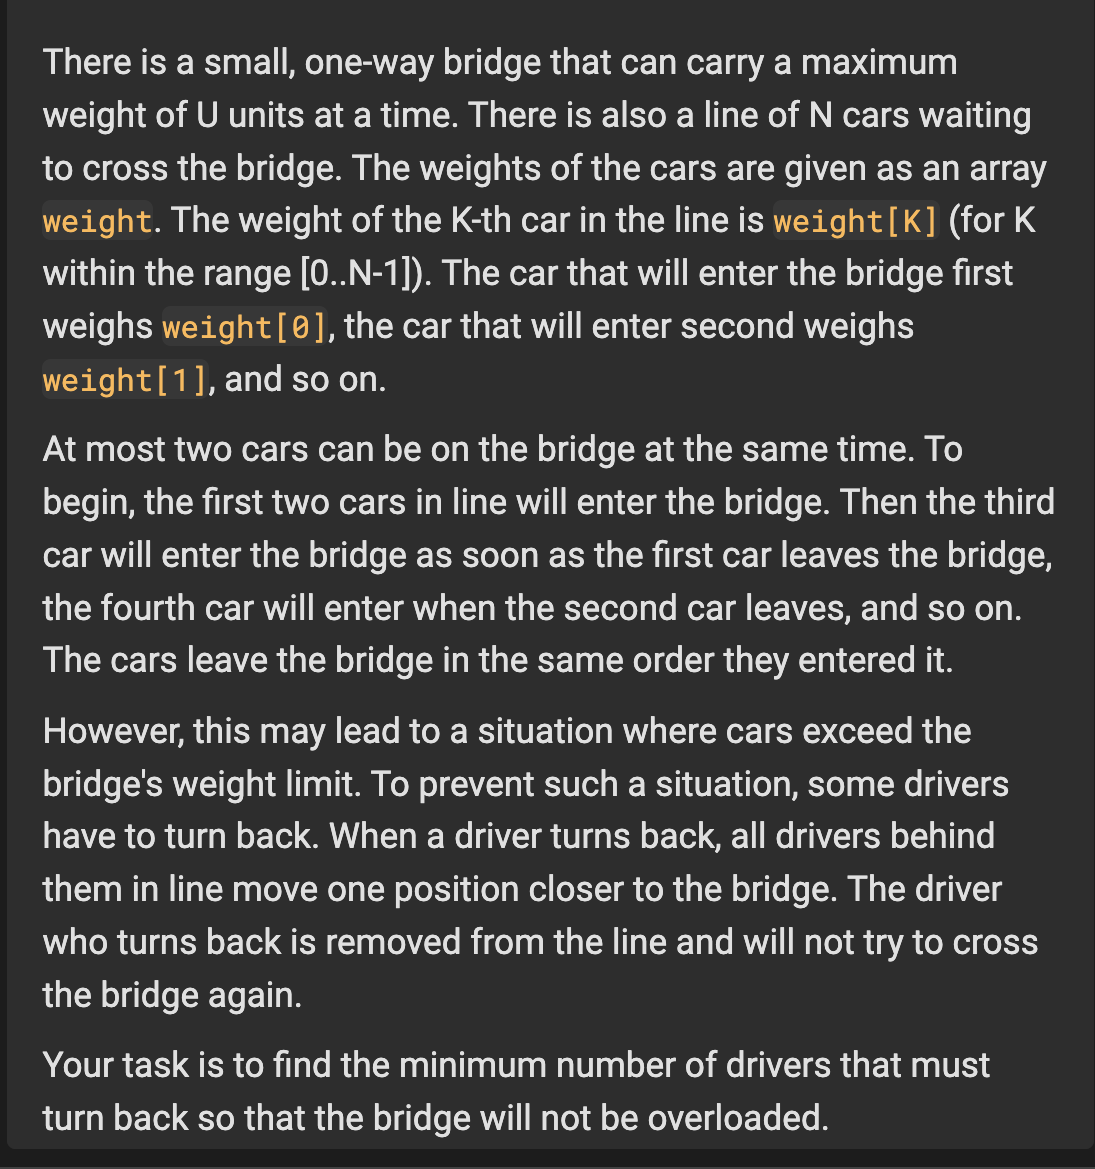 There is a small, one-way bridge that can carry a maximum
weight of U units at a time. There is also a line of N cars waiting
to cross the bridge. The weights of the cars are given as an array
weight. The weight of the K-th car in the line is weight[K] (for K
within the range [0..N-1]). The car that will enter the bridge first
weighs weight[0], the car that will enter second weighs
weight[1], and so on.
At most two cars can be on the bridge at the same time. To
begin, the first two cars in line will enter the bridge. Then the third
car will enter the bridge as soon as the first car leaves the bridge,
the fourth car will enter when the second car leaves, and so on.
The cars leave the bridge in the same order they entered it.
However, this may lead to a situation where cars exceed the
bridge's weight limit. To prevent such a situation, some drivers
have to turn back. When a driver turns back, all drivers behind
them in line move one position closer to the bridge. The driver
who turns back is removed from the line and will not try to cross
the bridge again.
Your task is to find the minimum number of drivers that must
turn back so that the bridge will not be overloaded.